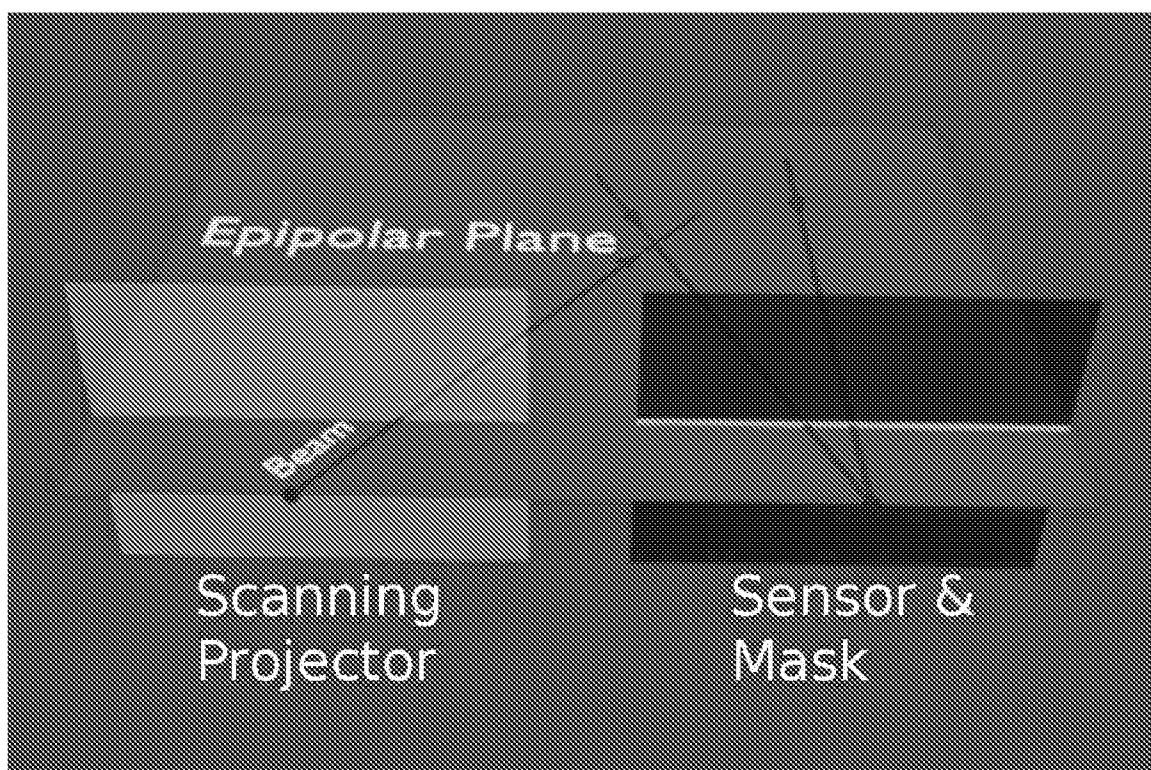 Epipolar Plane
Beam
Scanning
Projector
Sensor &
Mask